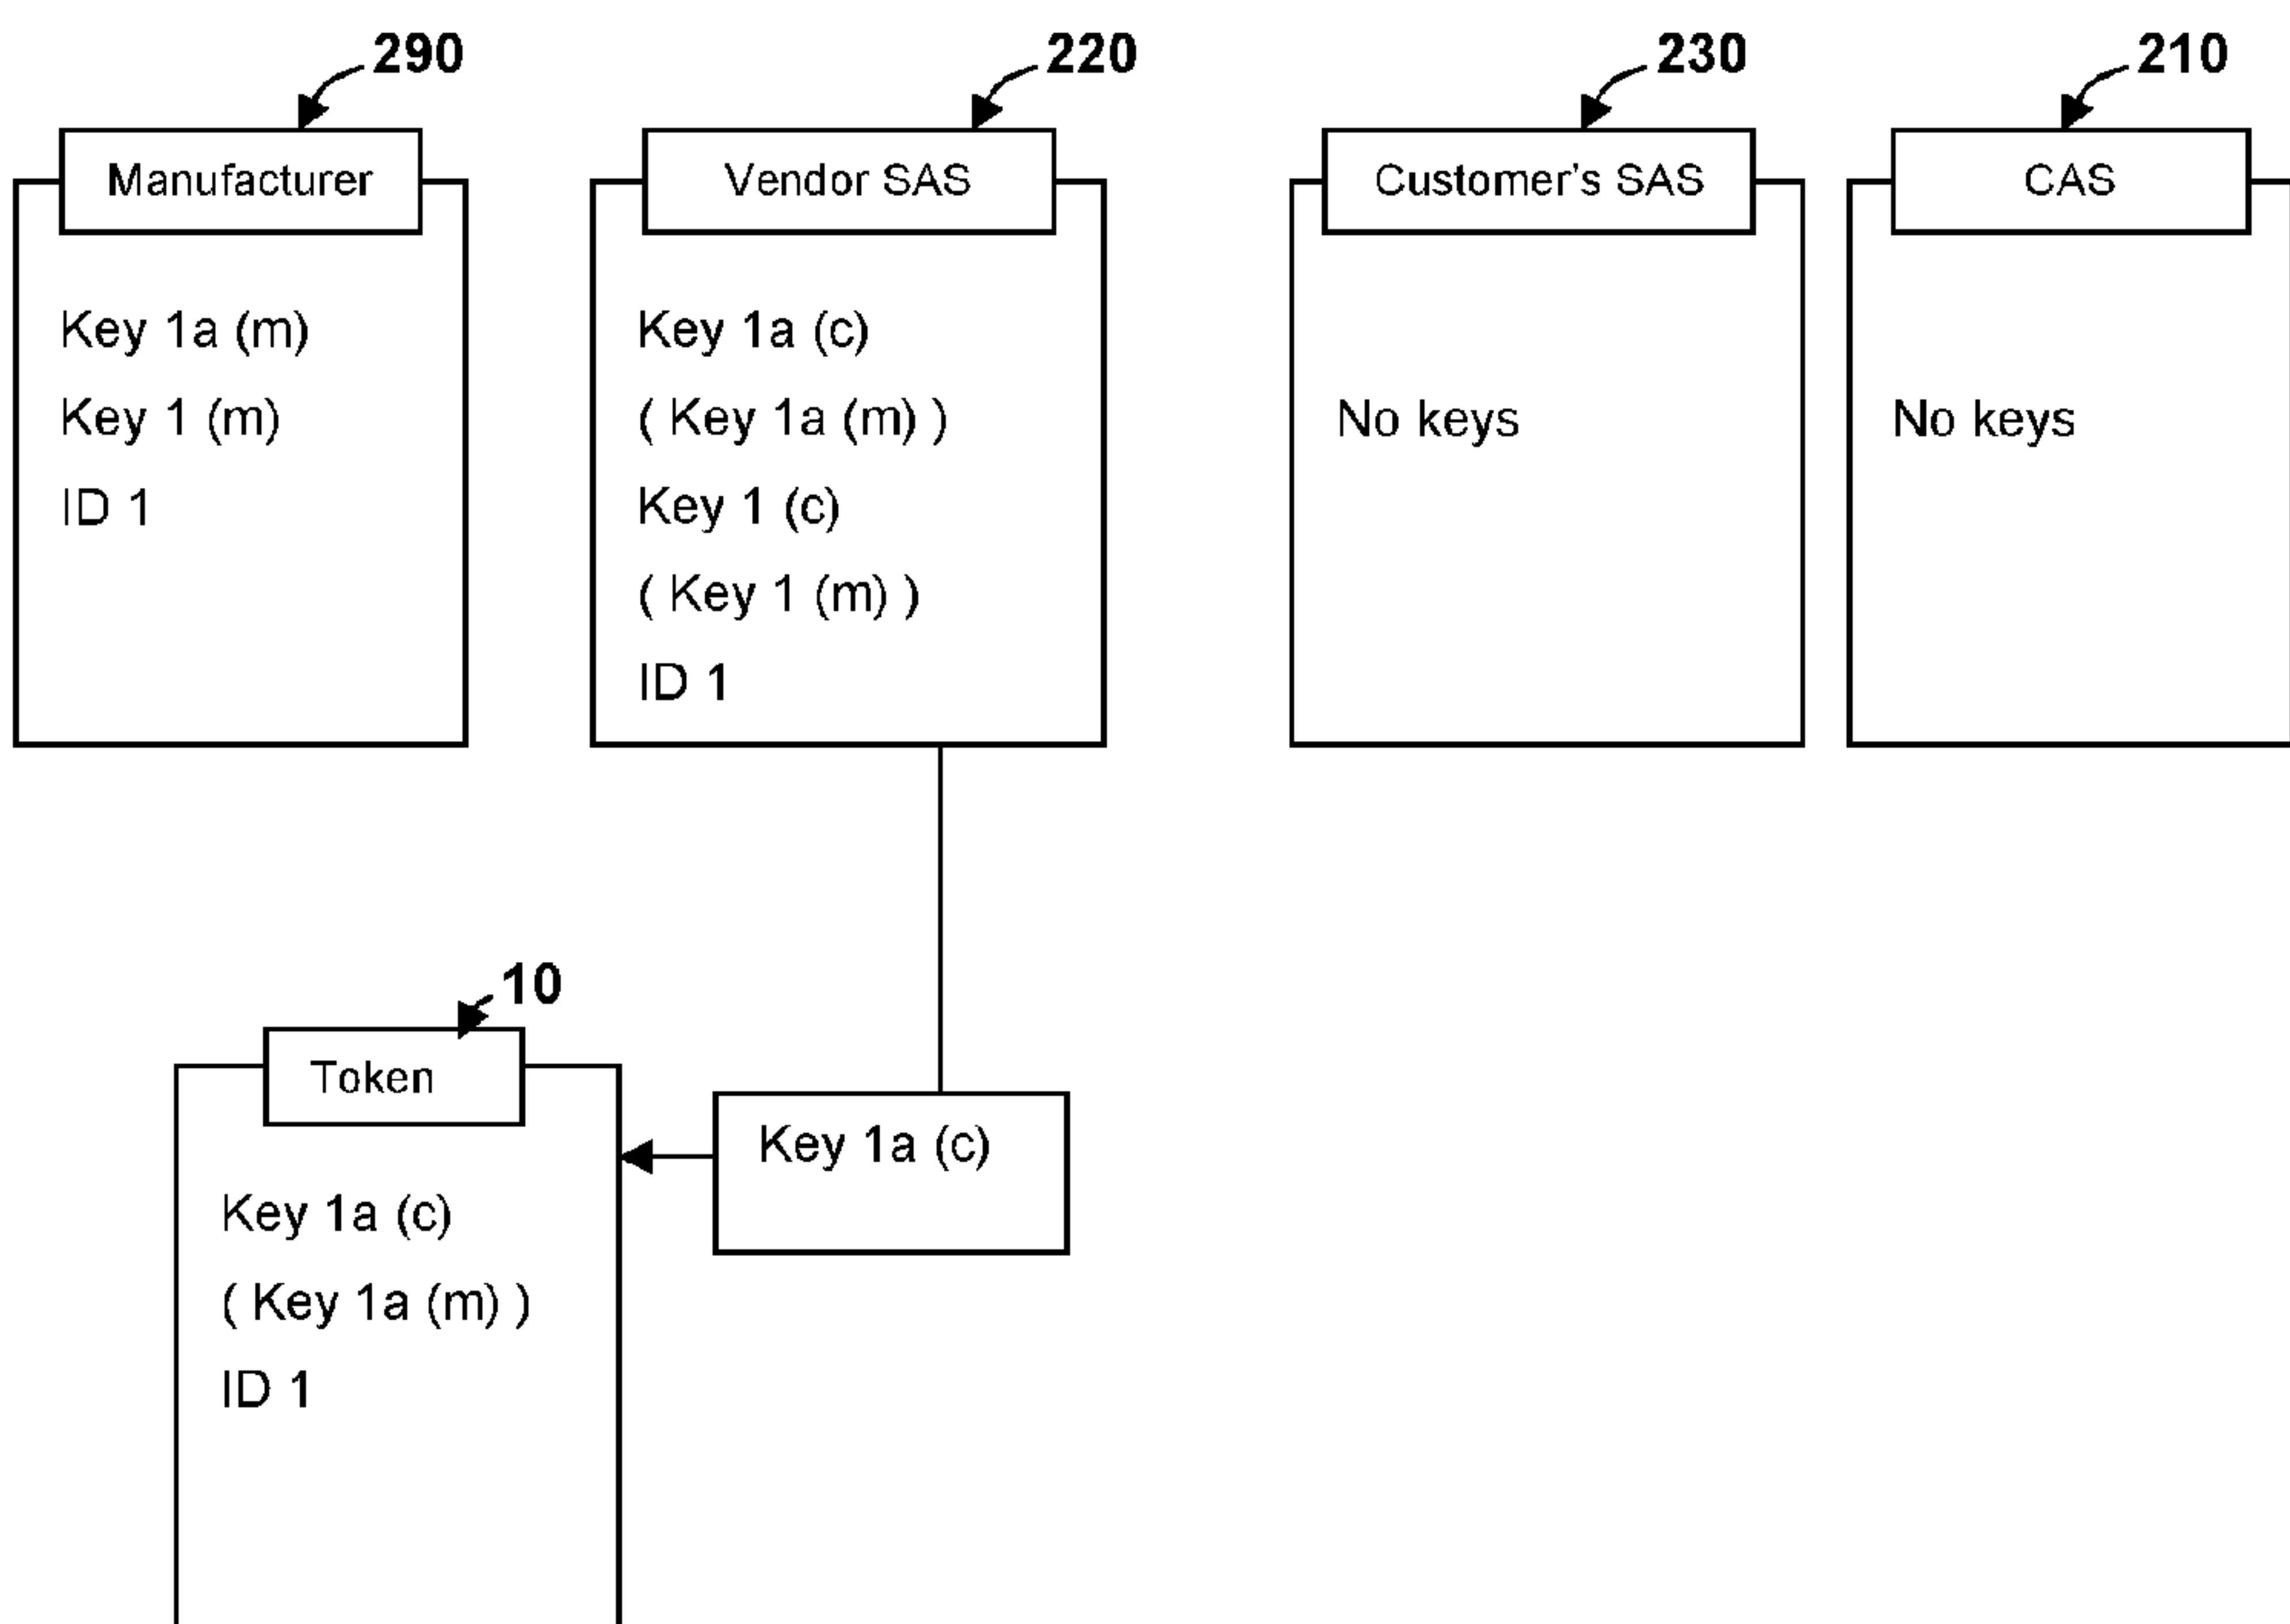 290
220
230
210
Manufacturer
Vendor SAS
Customer's SAS
CAS
Key 1a (m)
Key 1 (m)
ID 1
Key 1a (c)
( Key 1a (m) )
Key 1 (c)
( Key 1 (m) )
ID 1
No keys
No keys
10
Token
Key 1a (c)
( Key 1a (m) )
ID 1
Key 1a (c)